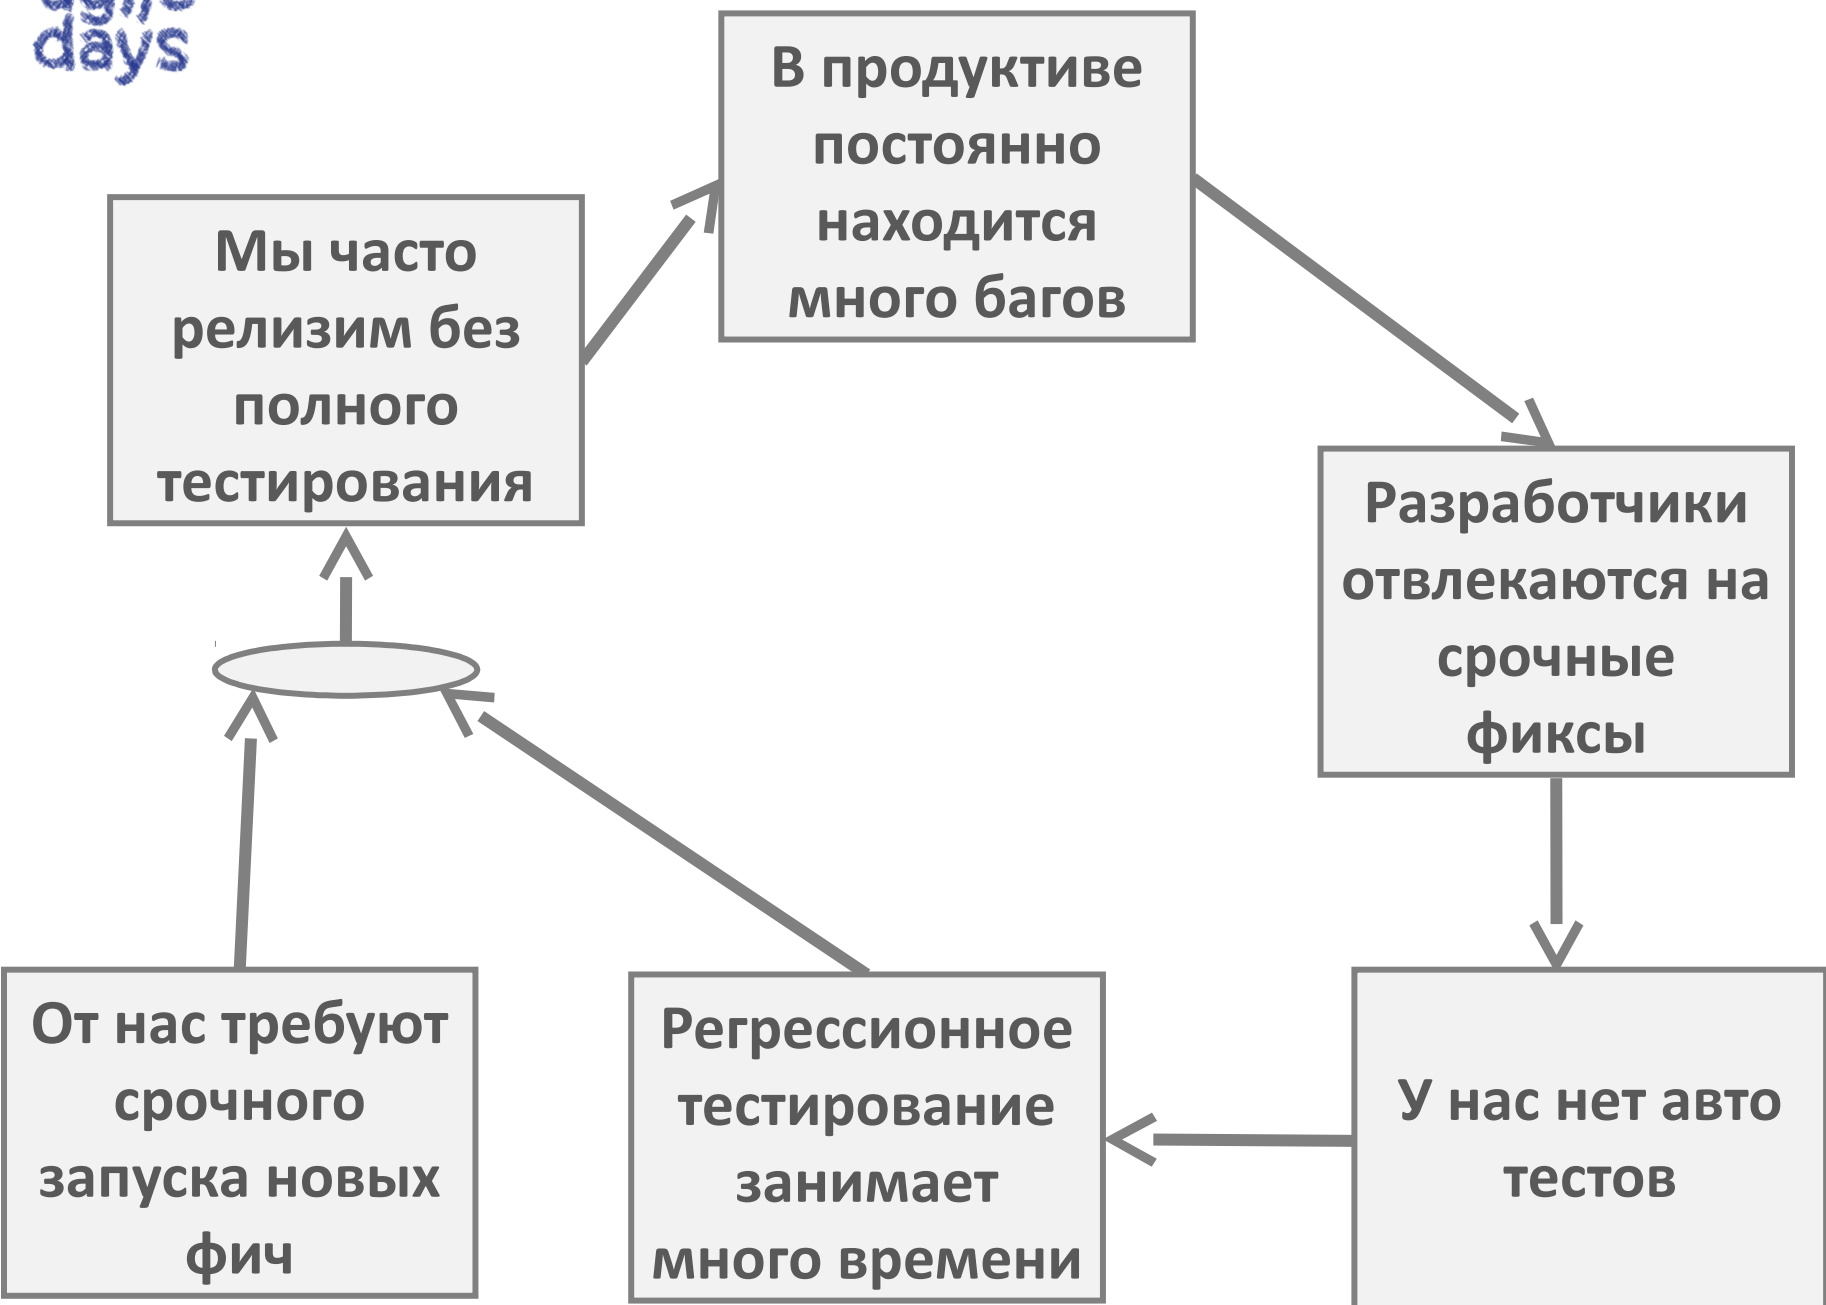 days
В продуктиве
постоянно
находится
много багов
Мы часто
релизим без
полного
тестирования
Разработчики
отвлекаются на
срочные
фиксы
От нас требуют
срочного
запуска новых
фич
Регрессионное
тестирование
занимает
много времени
У нас нет авто
тестов